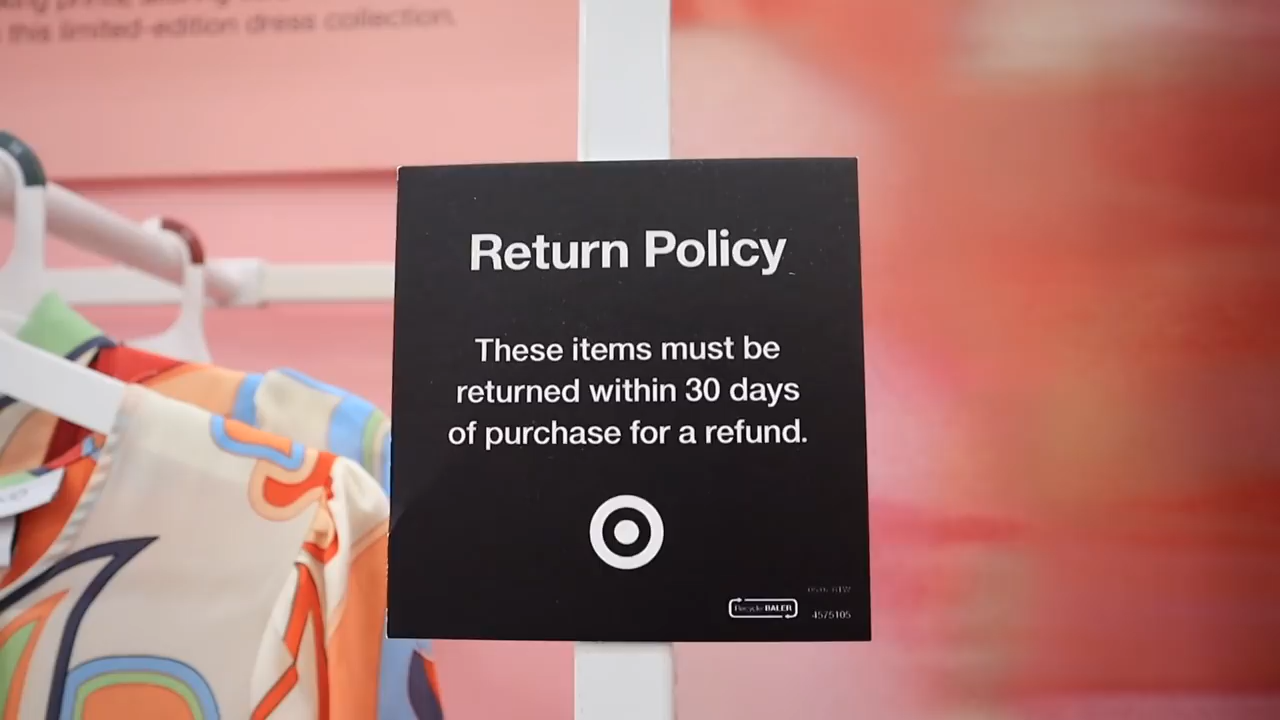 this limited-edition dress collection.
Return Policy
These items must be
returned within 30 days
of purchase for a refund.
Recycle BALER
4575105